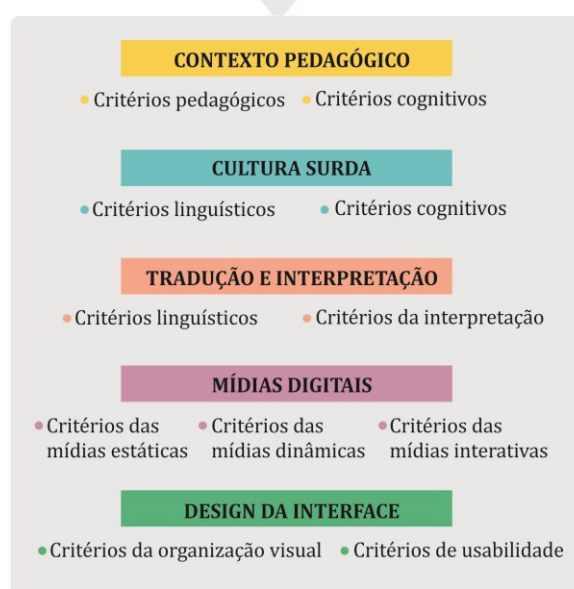 CONTEXTO PEDAGÓGICO
• Critérios pedagógicos • Critérios cognitivos
CULTURA SURDA
• Critérios linguísticos • Critérios cognitivos
TRADUÇÃO E INTERPRETAÇÃO
• Critérios linguísticos • Critérios da interpretação
MÍDIAS DIGITAIS
• Critérios das • Critérios das • Critérios das
mídias estáticas mídias dinâmicas mídias interativas
DESIGN DA INTERFACE
• Critérios da organização visual • Critérios de usabilidade